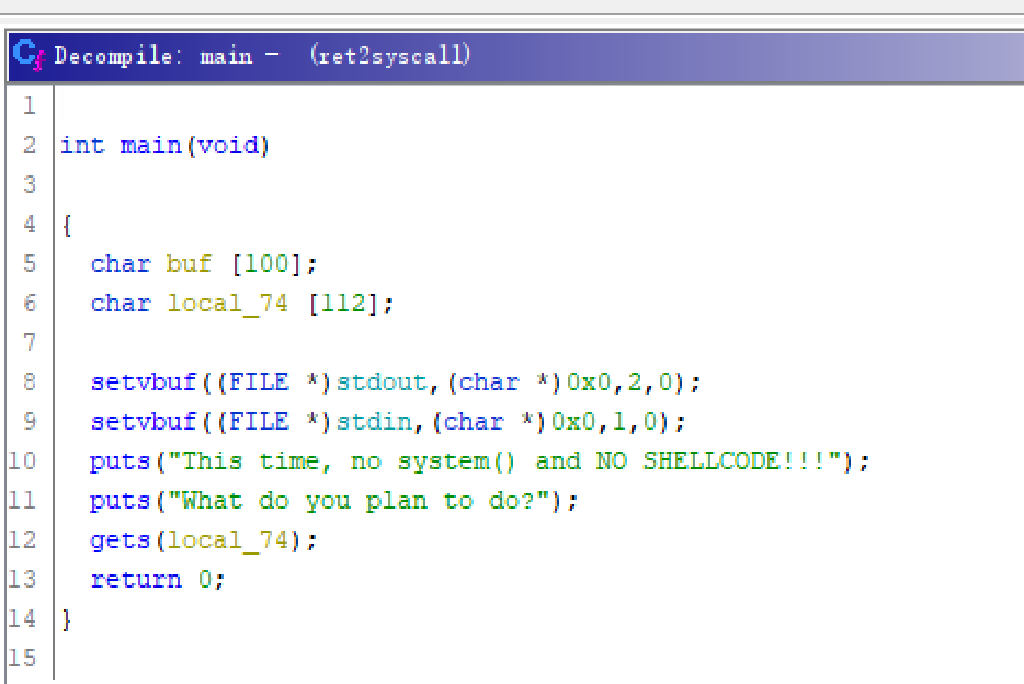 Decompile: main - (ret2syscall)
1
2 int main(void)
3
4 {
5 char buf [100];
6 char local_74 [112];
7
8 setvbuf((FILE *)stdout,(char *)0x0,2,0);
9 setvbuf((FILE *)stdin,(char *)0x0,1,0);
10 puts("This time, no system() and NO SHELLCODE!!!");
11 puts("What do you plan to do?");
12 gets(local_74);
13 return 0;
14 }
15